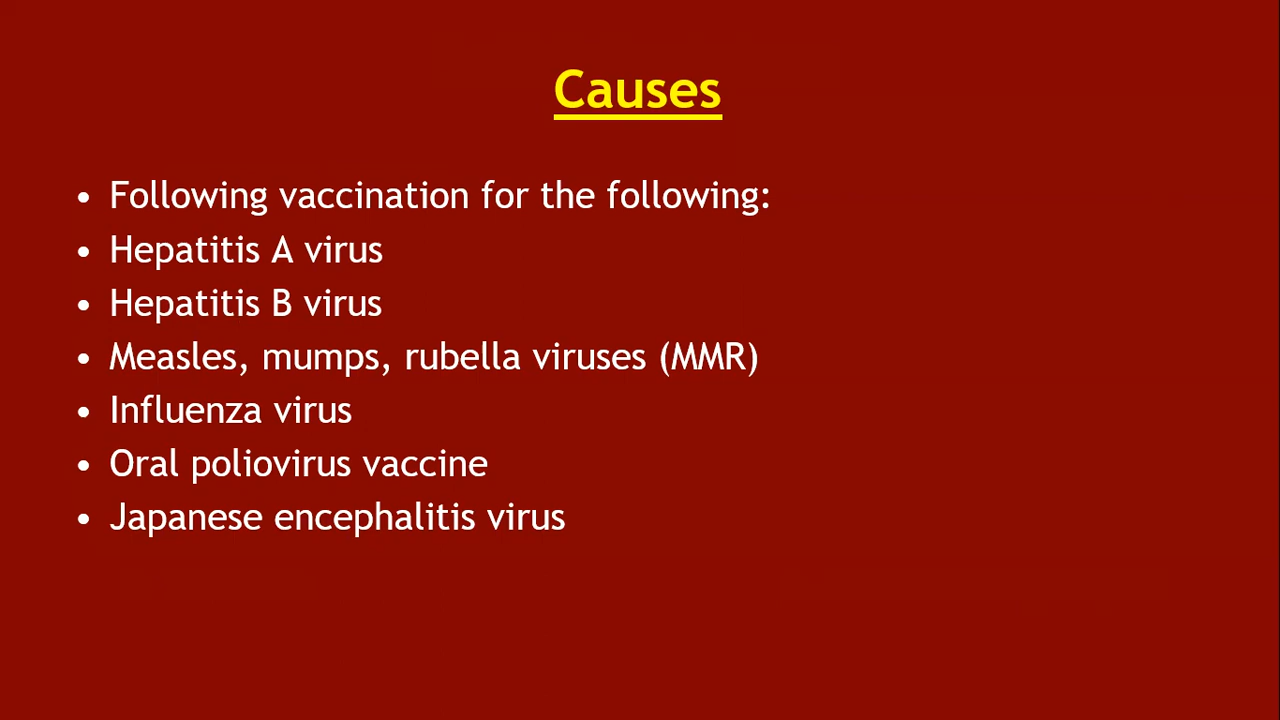 Causes
• Following vaccination for the following:
• Hepatitis A virus
• Hepatitis B virus
• Measles, mumps, rubella viruses (MMR)
• Influenza virus
• Oral poliovirus vaccine
• Japanese encephalitis virus